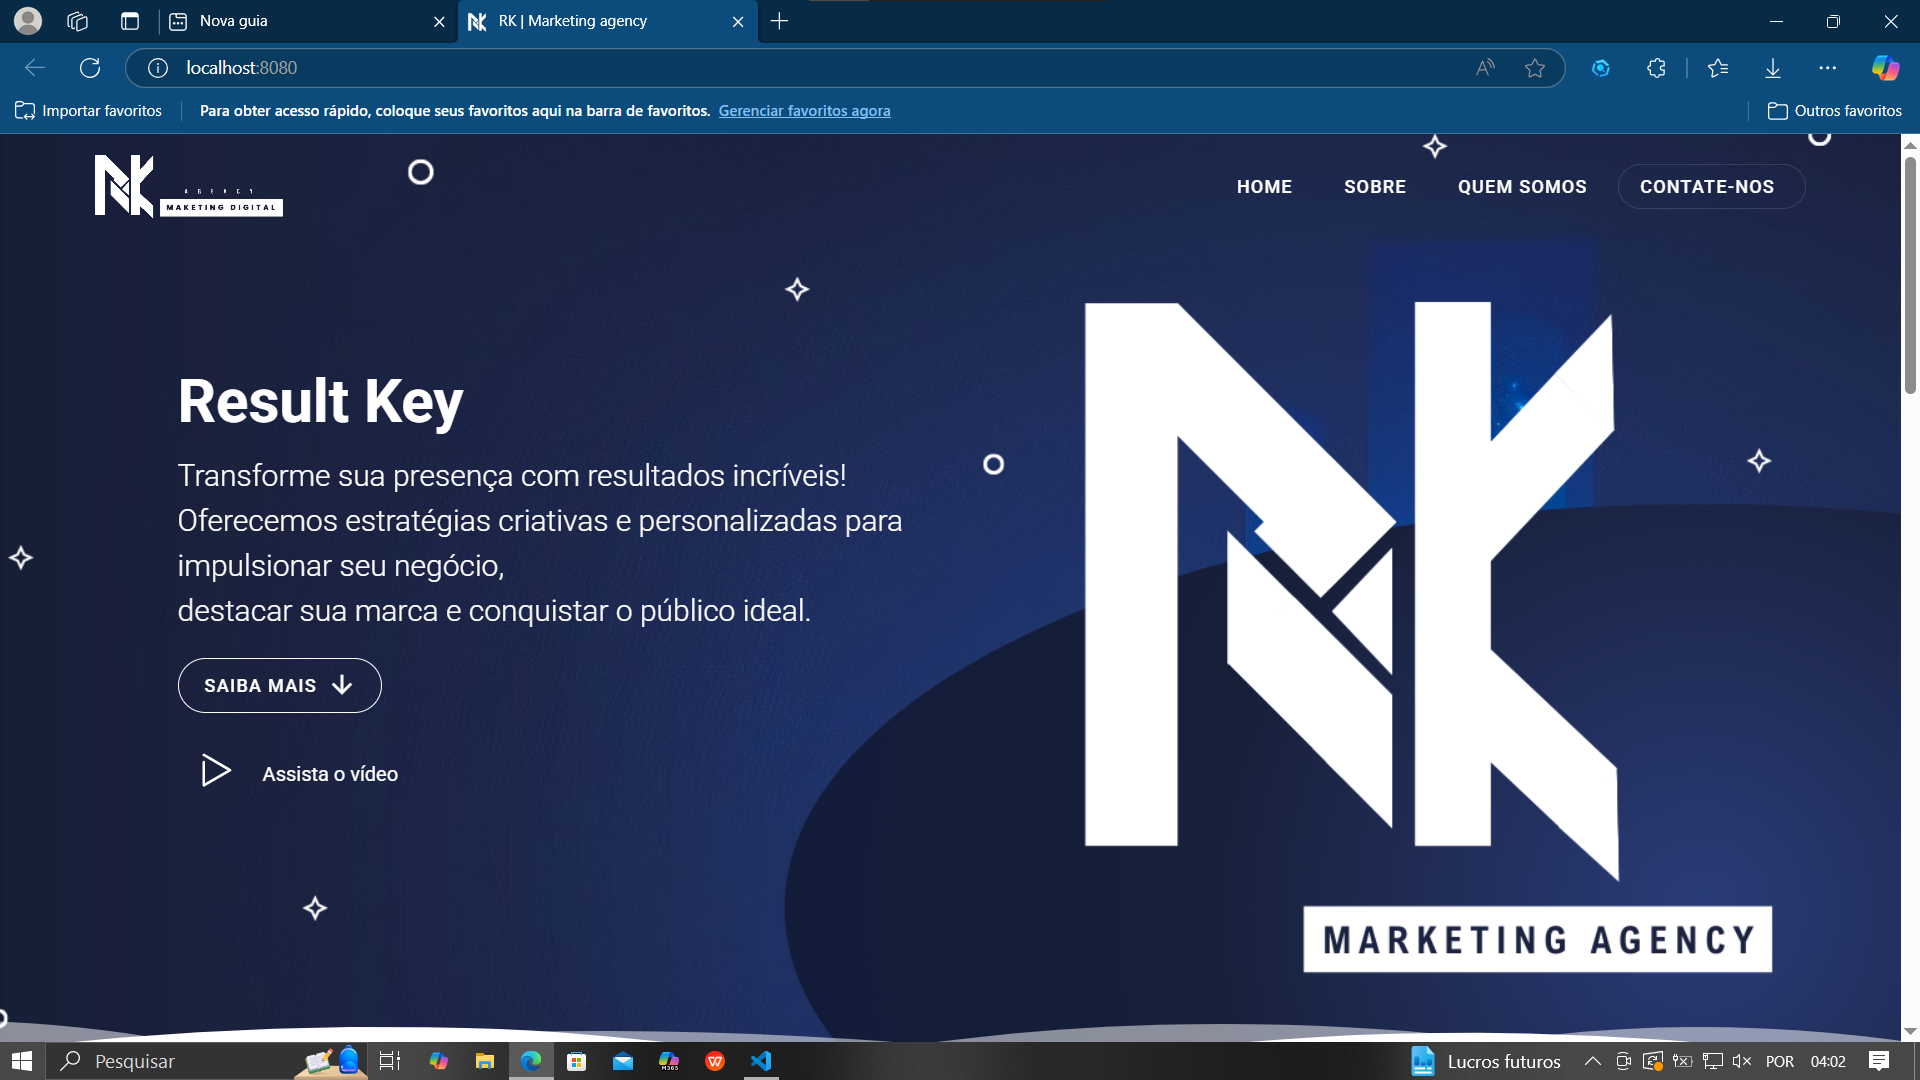 Nova guia
RK | Marketing agency
localhost:8080
Importar favoritos
Para obter acesso rápido, coloque seus favoritos aqui na barra de favoritos. Gerenciar favoritos agora
Outros favoritos
AGENCY
MAKETING DIGITAL
HOME
SOBRE
QUEM SOMOS
CONTATE-NOS
Result Key
Transforme sua presença com resultados incríveis!
Oferecemos estratégias criativas e personalizadas para
impulsionar seu negócio,
destacar sua marca e conquistar o público ideal.
SAIBA MAIS
Assista o vídeo
MARKETING AGENCY
Pesquisar
M365
Lucros futuros
POR
04:02